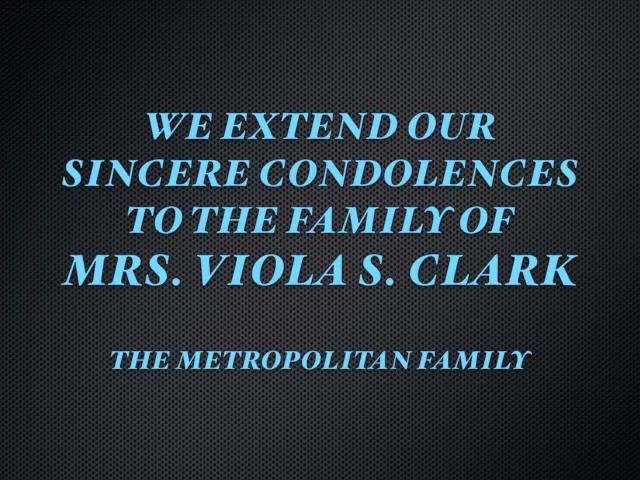 WE EXTEND OUR
SINCERE CONDOLENCES
TO THE FAMILY OF
MRS. VIOLA S. CLARK
THE METROPOLITAN FAMILY